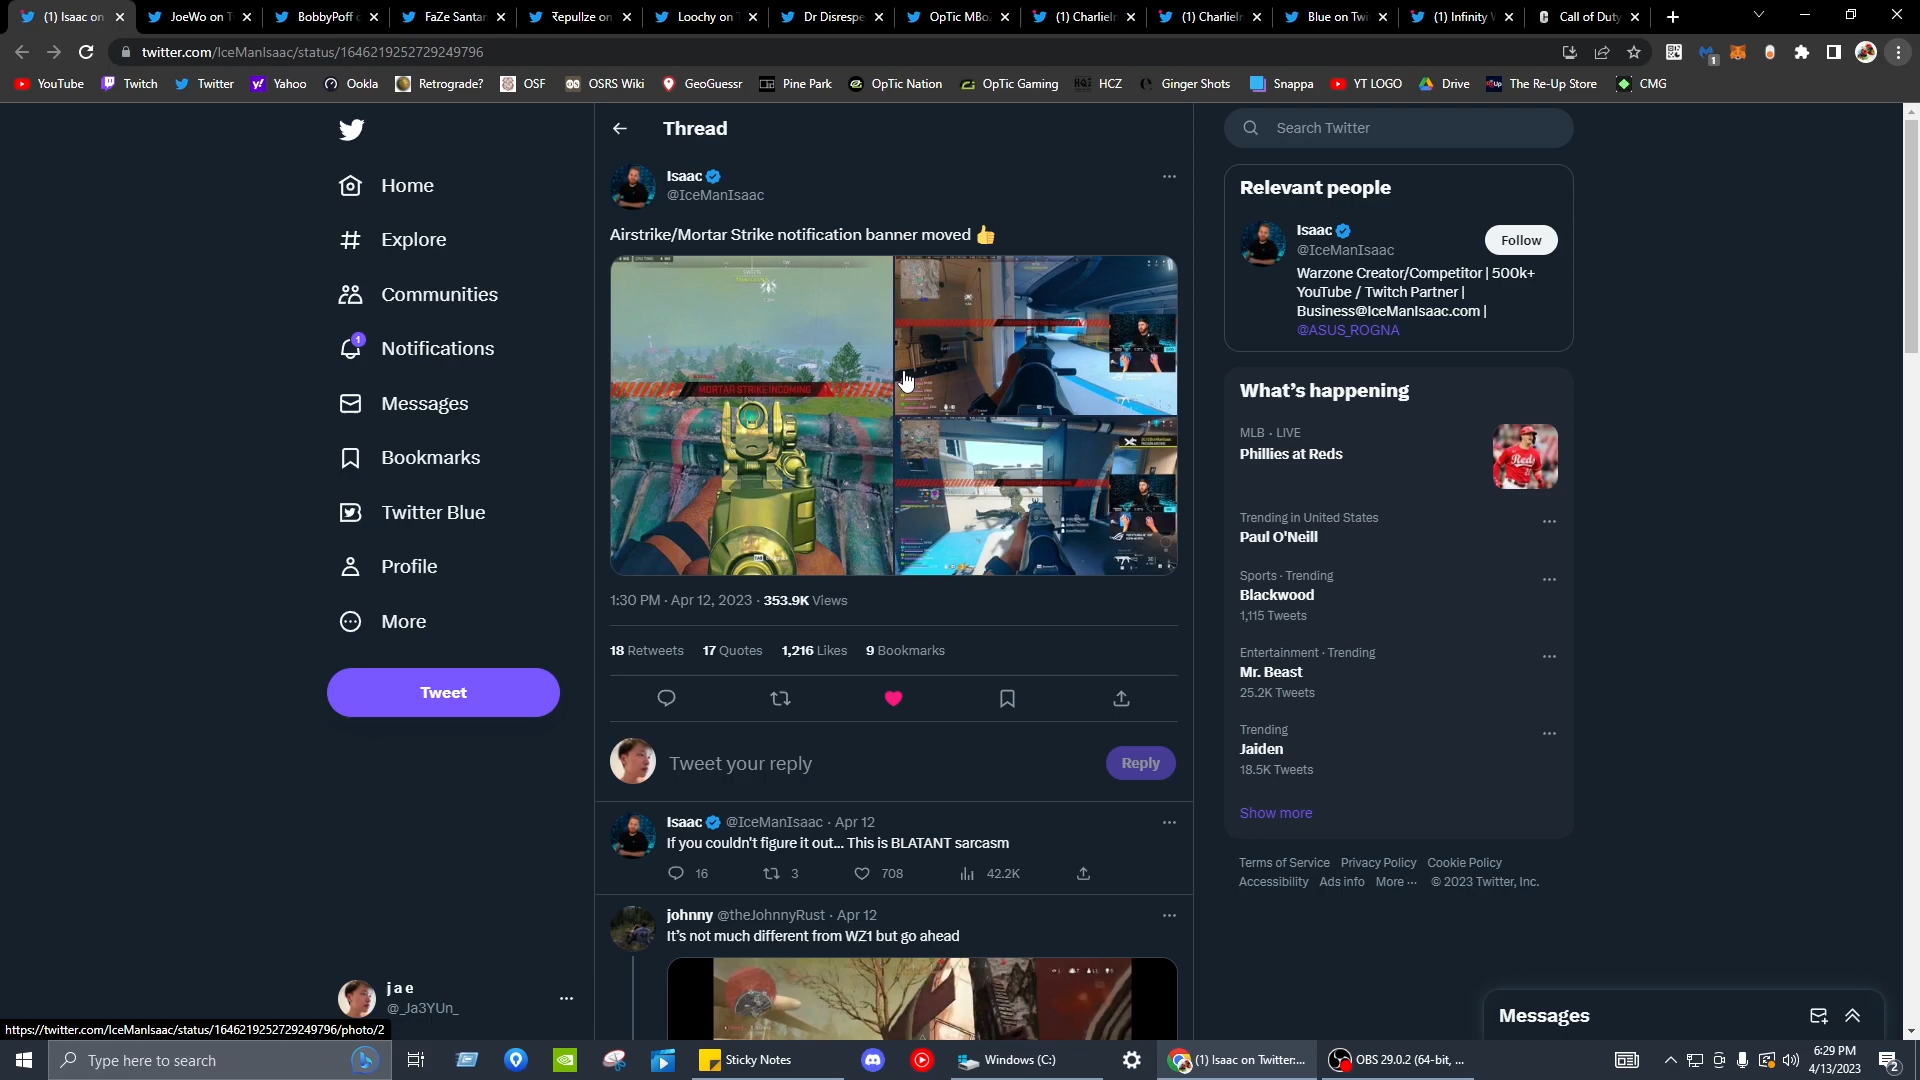 (1) Isaac on
JoeWo on T
BobbyPoff o
FaZe Santan
Repullze on
Loochy on T
Dr Disrespe
OpTic MBoZ
(1) CharlieIn
(1) CharlieIn
Blue on Twi
(1) Infinity W
Call of Duty
twitter.com/IceManIsaac/status/1646219252729249796
1
YouTube
Twitch
Twitter
Yahoo
Ookla
Retrograde?
OSF
OSRS Wiki
GeoGuessr
Pine Park
OpTic Nation
OpTic Gaming
HCZ
Ginger Shots
Snappa
YT LOGO
Drive
The Re-Up Store
CMG
Home
Explore
Communities
1
Notifications
Messages
Bookmarks
Twitter Blue
Profile
More
Tweet
j a e
@_Ja3YUn_
Thread
Isaac
@IceManIsaac
Airstrike/Mortar Strike notification banner moved 👍
MORTAR STRIKE INCOMING
1:30 PM · Apr 12, 2023 · 353.9K Views
18 Retweets 17 Quotes 1,216 Likes 9 Bookmarks
Tweet your reply
Reply
Isaac @IceManIsaac · Apr 12
If you couldn't figure it out... This is BLATANT sarcasm
16 3 708 42.2K
johnny @theJohnnyRust · Apr 12
It's not much different from WZ1 but go ahead
Search Twitter
Relevant people
Isaac
@IceManIsaac
Follow
Warzone Creator/Competitor | 500k+
YouTube / Twitch Partner |
Business@IceManIsaac.com |
@ASUS_ROGNA
What's happening
MLB · LIVE
Phillies at Reds
Trending in United States
Paul O'Neill
Sports · Trending
Blackwood
1,115 Tweets
Entertainment · Trending
Mr. Beast
25.2K Tweets
Trending
Jaiden
18.5K Tweets
Show more
Terms of Service Privacy Policy Cookie Policy
Accessibility Ads info More ··· © 2023 Twitter, Inc.
Messages
https://twitter.com/IceManIsaac/status/1646219252729249796/photo/2
Type here to search
Sticky Notes
Windows (C:)
(1) Isaac on Twitter:...
OBS 29.0.2 (64-bit, ...
6:29 PM
4/13/2023
2